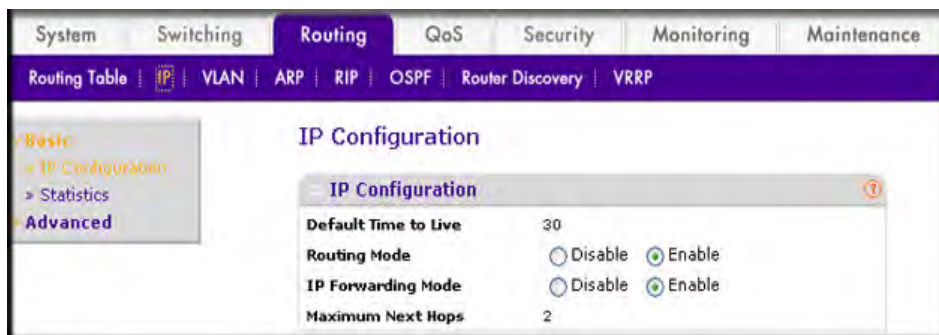 System Switching Routing QoS Security Monitoring Maintenance
Routing Table IP VLAN ARP RIP OSPF Router Discovery VRRP
Basic
» IP Configuration
» Statistics
Advanced
IP Configuration
IP Configuration ?
Default Time to Live 30
Routing Mode Disable Enable
IP Forwarding Mode Disable Enable
Maximum Next Hops 2